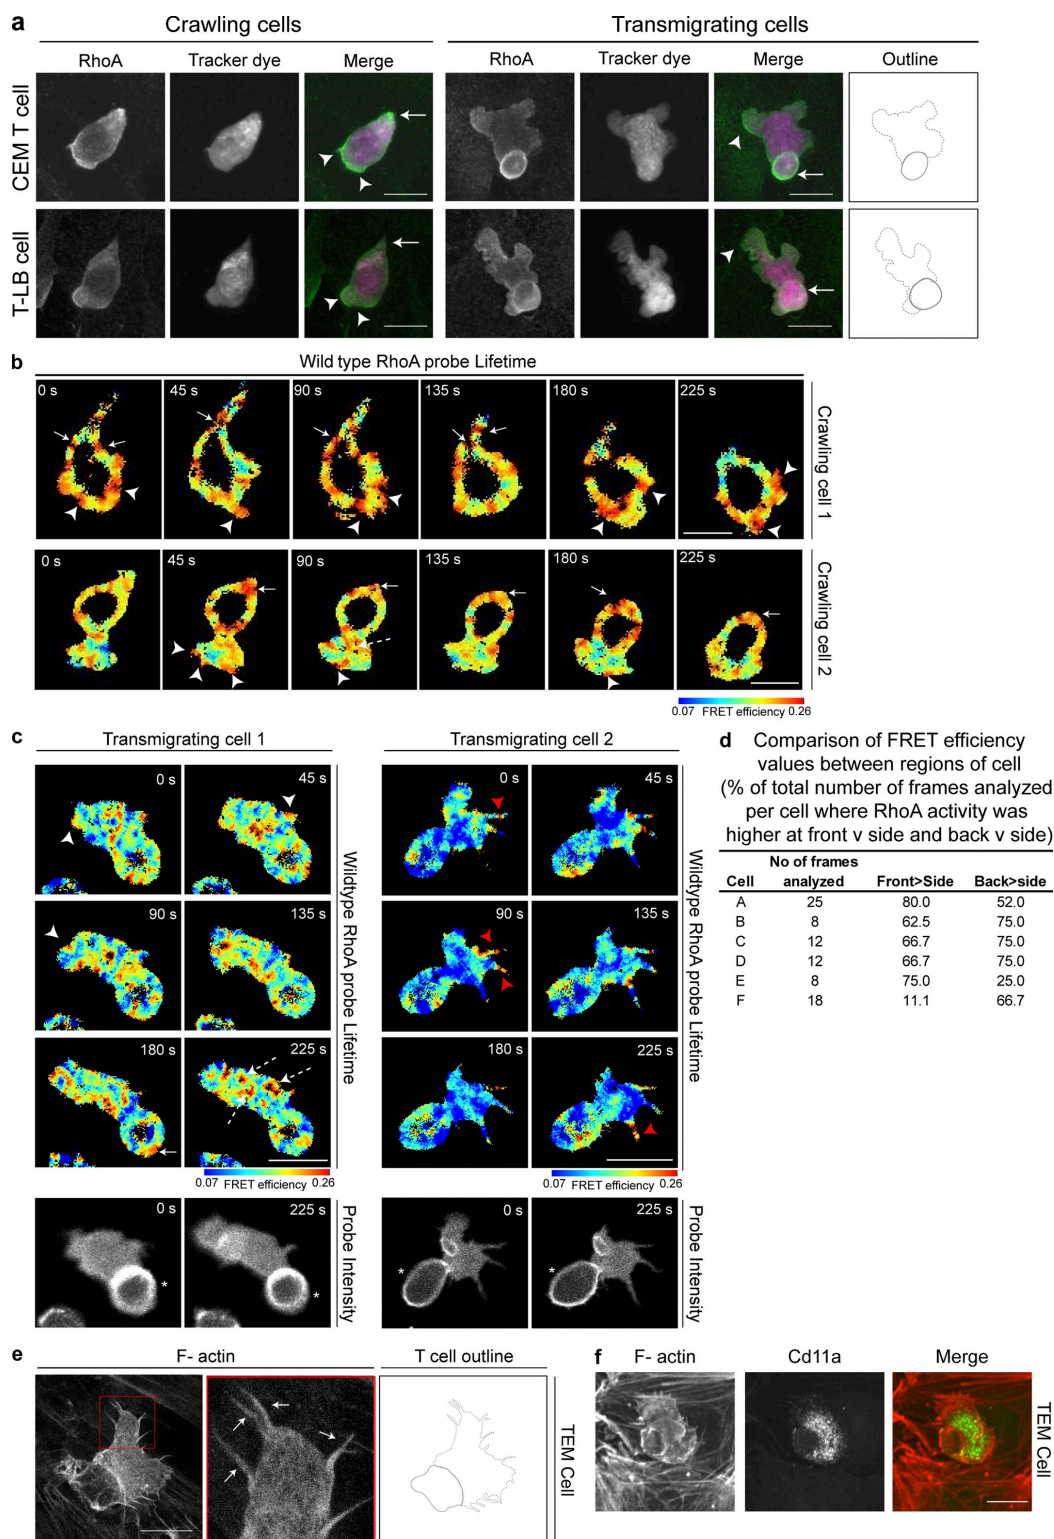 a
Crawling cells
Transmigrating cells
RhoA
Tracker dye
Merge
RhoA
Tracker dye
Merge
Outline
CEM T cell
T-LB cell
b
Wild type RhoA probe Lifetime
0 s
45 s
90 s
135 s
180 s
225 s
Crawling cell 1
0 s
45 s
90 s
135 s
180 s
225 s
Crawling cell 2
0.07 FRET efficiency 0.26
c
Transmigrating cell 1
0 s
45 s
90 s
135 s
180 s
225 s
Wildtype RhoA probe Lifetime
0.07 FRET efficiency 0.26
0 s
*
225 s
*
Probe Intensity
Transmigrating cell 2
0 s
45 s
90 s
135 s
180 s
225 s
Wildtype RhoA probe Lifetime
0.07 FRET efficiency 0.26
0 s
*
225 s
*
Probe Intensity
d
Comparison of FRET efficiency
values between regions of cell
(% of total number of frames analyzed
per cell where RhoA activity was
higher at front v side and back v side)
No of frames
Cell analyzed Front>Side Back>side
A 25 80.0 52.0
B 8 62.5 75.0
C 12 66.7 75.0
D 12 66.7 75.0
E 8 75.0 25.0
F 18 11.1 66.7
e
F- actin
T cell outline
TEM Cell
f
F- actin
Cd11a
Merge
TEM Cell